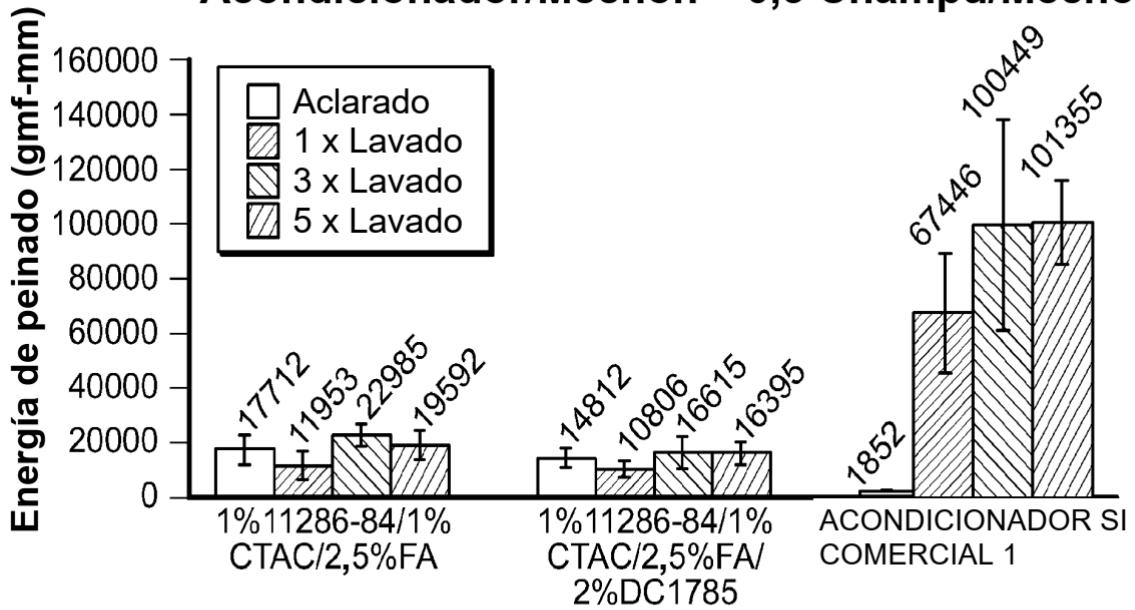 160000
140000
120000
100000
80000
60000
40000
20000
0
Energía de peinado (gmf-mm)
Aclarado
1 x Lavado
3 x Lavado
5 x Lavado
17712
11953
22985
19592
14812
10806
16615
16395
1852
67446
100449
101355
1%11286-84/1%
CTAC/2,5%FA
1%11286-84/1%
CTAC/2,5%FA/
2%DC1785
ACONDICIONADOR SI
COMERCIAL 1